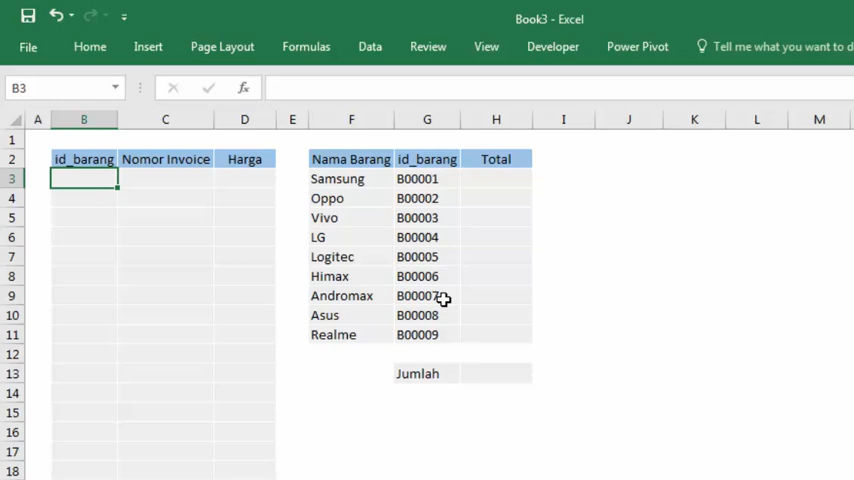 Book3 - Excel
File Home Insert Page Layout Formulas Data Review View Developer Power Pivot Tell me what you want to d
B3 fx
A B C D E F G H I J K L M
1
2 id_barang Nomor Invoice Harga Nama Barang id_barang Total
3 Samsung B00001
4 Oppo B00002
5 Vivo B00003
6 LG B00004
7 Logitec B00005
8 Himax B00006
9 Andromax B00007
10 Asus B00008
11 Realme B00009
12
13 Jumlah
14
15
16
17
18